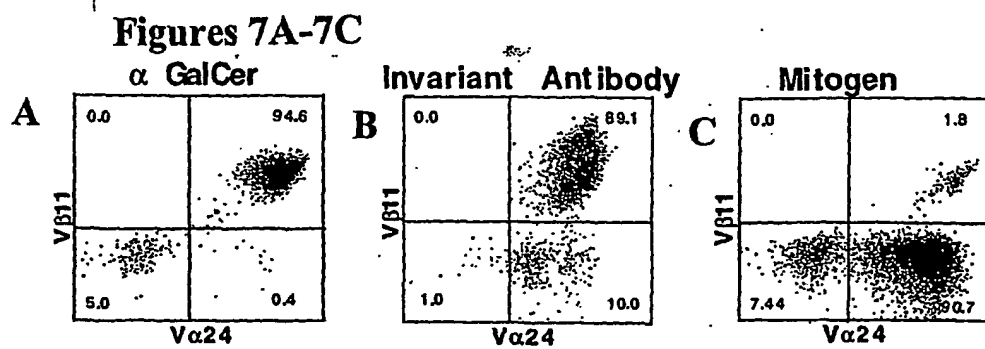 Figures 7A-7C
α GalCer
Invariant Antibody
Mitogen
A
0.0 94.6
5.0 0.4
Vβ11
Vα24
B
0.0 89.1
1.0 10.0
Vβ11
Vα24
C
0.0 1.8
7.44 90.7
Vβ11
Vα24